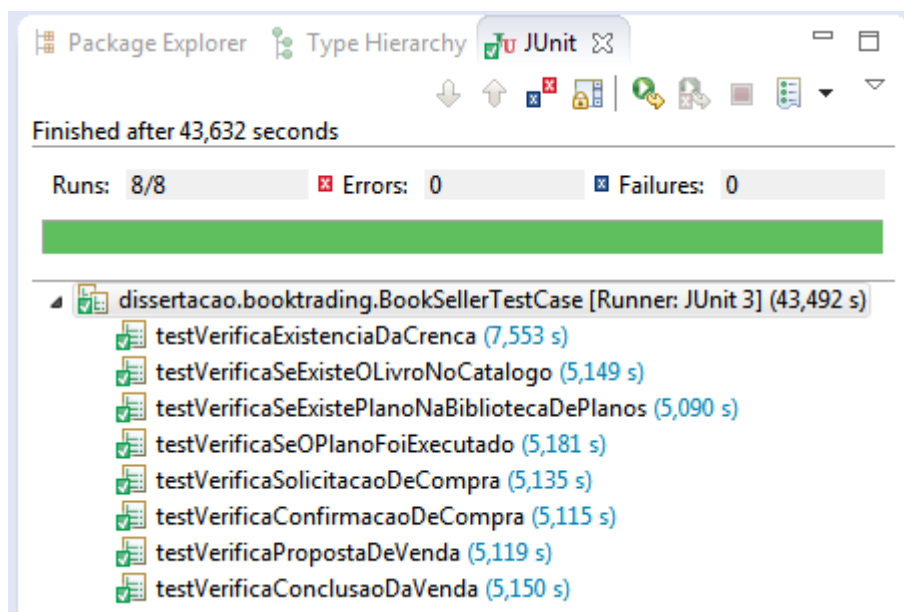 Package Explorer Type Hierarchy JUnit
Finished after 43,632 seconds
Runs: 8/8 Errors: 0 Failures: 0
dissertacao.booktrading.BookSellerTestCase [Runner: JUnit 3] (43,492 s)
testVerificaExistenciaDaCrenca (7,553 s)
testVerificaSeExisteOLivroNoCatalogo (5,149 s)
testVerificaSeExistePlanoNaBibliotecaDePlanos (5,090 s)
testVerificaSeOPlanoFoiExecutado (5,181 s)
testVerificaSolicitacaoDeCompra (5,135 s)
testVerificaConfirmacaoDeCompra (5,115 s)
testVerificaPropostaDeVenda (5,119 s)
testVerificaConclusaoDaVenda (5,150 s)